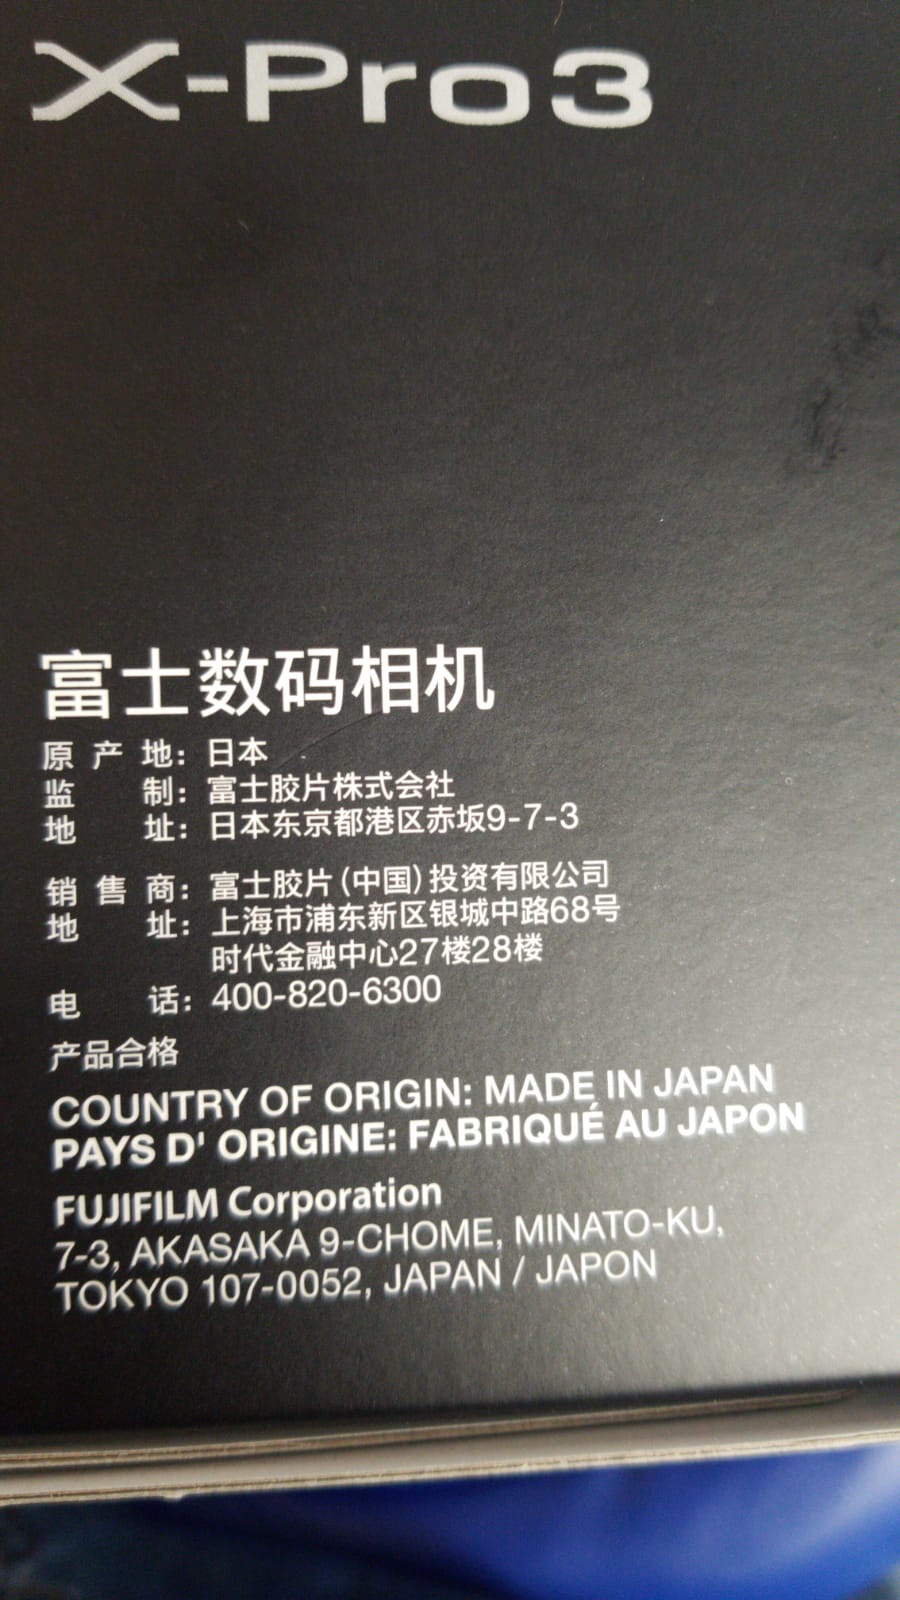 X-Pro3
富士数码相机
原产地：日本
监制：富士胶片株式会社
地址：日本东京都港区赤坂9-7-3
销售商：富士胶片(中国)投资有限公司
地址：上海市浦东新区银城中路68号
时代金融中心27楼28楼
电话：400-820-6300
产品合格
COUNTRY OF ORIGIN: MADE IN JAPAN
PAYS D' ORIGINE: FABRIQUÉ AU JAPON
FUJIFILM Corporation
7-3, AKASAKA 9-CHOME, MINATO-KU,
TOKYO 107-0052, JAPAN / JAPON